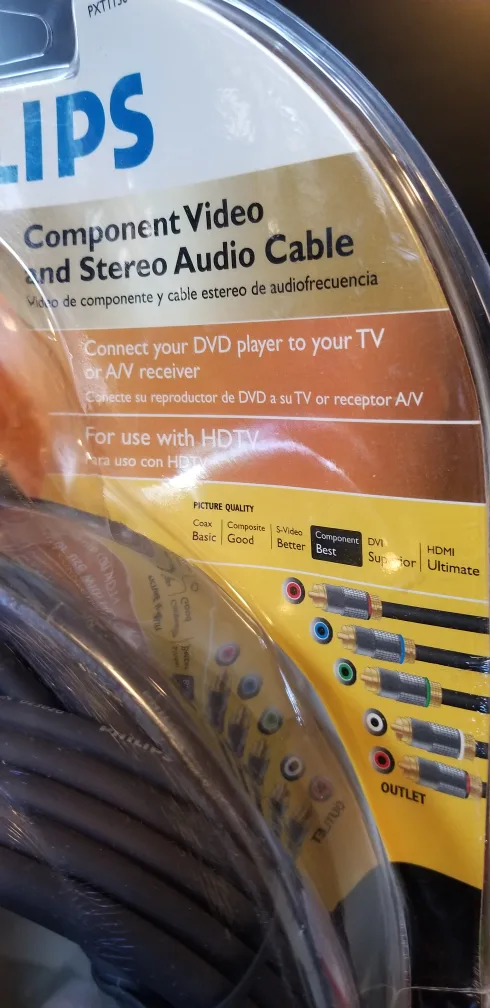 LIPS
Component Video
and Stereo Audio Cable
Video de componente y cable estereo de audiofrecuencia
Connect your DVD player to your TV
or A/V receiver
Conecte su reproductor de DVD a su TV or receptor A/V
For use with HDTV
Para uso con HDTV
PICTURE QUALITY
Coax Composite S-Video Component DVI HDMI
Basic Good Better Best Superior Ultimate
OUTLET
OUTLET